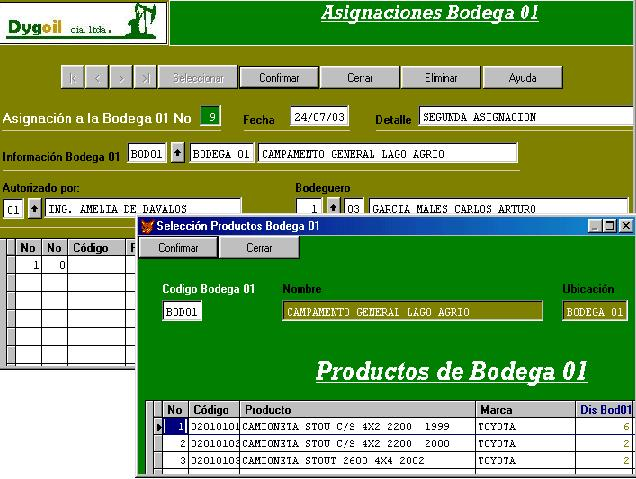 Asignaciones Bodega 01
Dygoil cia. ltda.
|< < > >| Seleccionar Confirmar Cerrar Eliminar Ayuda
Asignación a la Bodega 01 No 9 Fecha 24/07/03 Detalle SEGUNDA ASIGNACION
Información Bodega 01 BOD01 BODEGA 01 CAMPAMENTO GENERAL LAGO AGRIO
Autorizado por: Bodeguero
01 ING. AMELIA DE DAVALOS 1 03 GARCIA MALES CARLOS ARTURO
Selección Productos Bodega 01
Confirmar Cerrar
No No Código
1 0
Codigo Bodega 01 Nombre Ubicación
BOD01 CAMPAMENTO GENERAL LAGO AGRIO BODEGA 01
Productos de Bodega 01
No Código Producto Marca Dis Bod01
1 0201010 CAMIONETA STOU C/S 4X2 2200 1999 TOYOTA 6
2 02010102 CAMIONETA STOU C/S 4X2 2200 2000 TOYOTA 2
3 02010103 CAMIONETA STOUT 2600 4X4 2002 TOYOTA 2